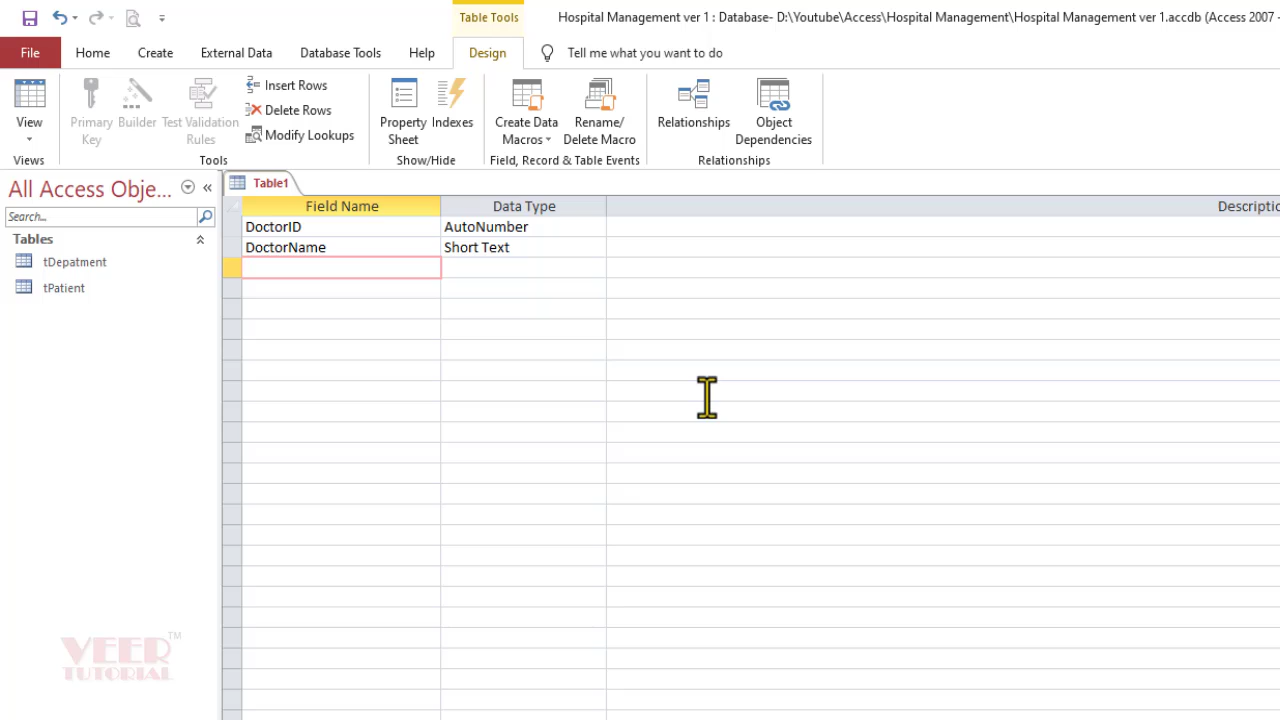 Table Tools
Hospital Management ver 1 : Database- D:\Youtube\Access\Hospital Management\Hospital Management ver 1.accdb (Access 2007 -
File Home Create External Data Database Tools Help Design Tell me what you want to do
View
Primary Key
Builder
Test Validation Rules
Insert Rows
Delete Rows
Modify Lookups
Property Sheet
Indexes
Create Data Macros
Rename/ Delete Macro
Relationships
Object Dependencies
Views Tools Show/Hide Field, Record & Table Events Relationships
All Access Obje... «
Search...
Tables
tDepatment
tPatient
Table1
Field Name Data Type Descriptio
DoctorID AutoNumber
DoctorName Short Text
VEER™
TUTORIAL